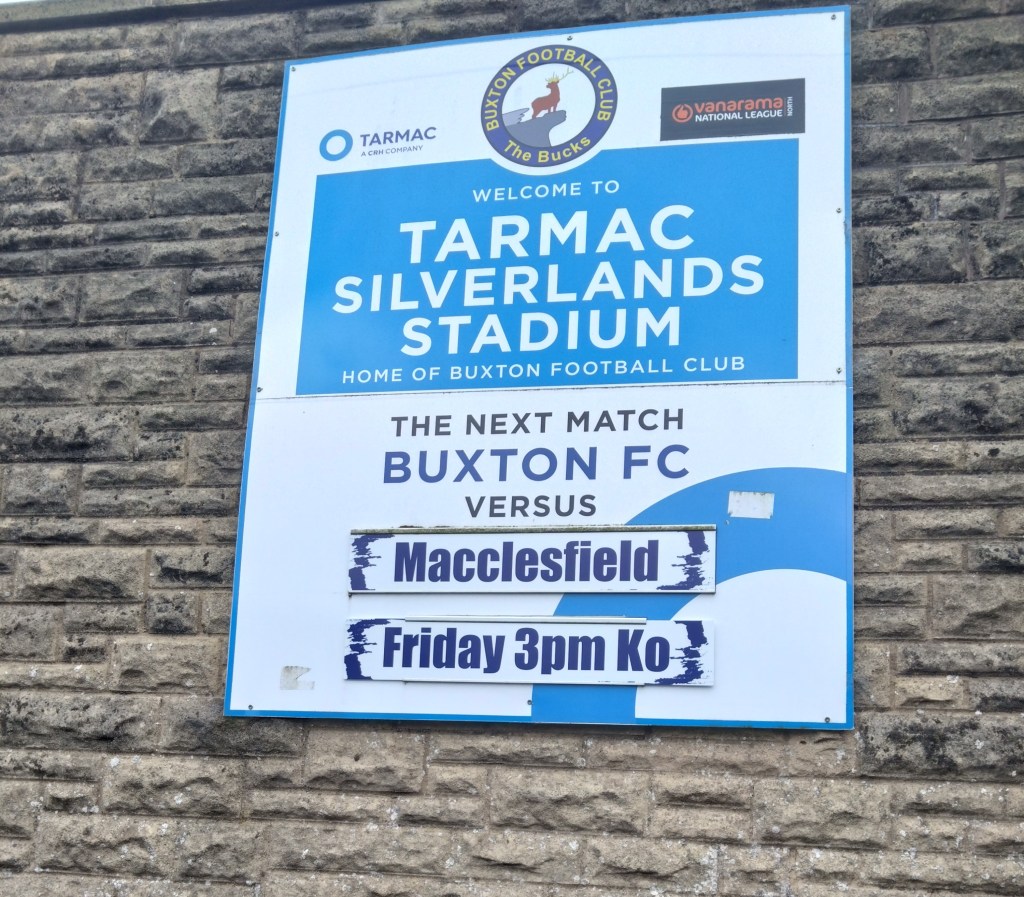 BUXTON FOOTBALL CLUB
The Bucks
TARMAC
A CRH COMPANY
vanarama
NATIONAL LEAGUE
NORTH
WELCOME TO
TARMAC
SILVERLANDS
STADIUM
HOME OF BUXTON FOOTBALL CLUB
THE NEXT MATCH
BUXTON FC
VERSUS
Macclesfield
Friday 3pm Ko